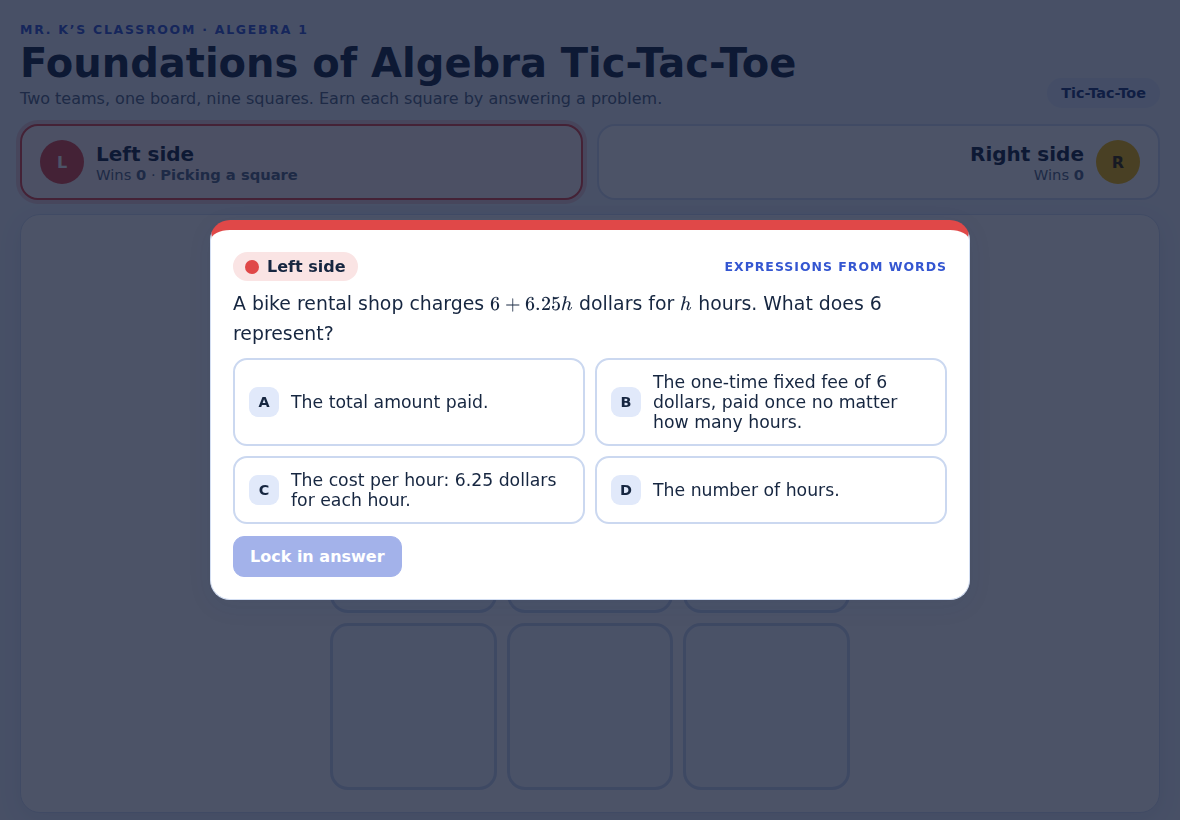 MR. K'S CLASSROOM · ALGEBRA 1
Foundations of Algebra Tic-Tac-Toe
Two teams, one board, nine squares. Earn each square by answering a problem.
Tic-Tac-Toe
L
Left side
Wins 0 · Picking a square
Right side
Wins 0
R
Left side
EXPRESSIONS FROM WORDS
A bike rental shop charges 6 + 6.25h dollars for h hours. What does 6
represent?
A
The total amount paid.
B
The one-time fixed fee of 6
dollars, paid once no matter
how many hours.
C
The cost per hour: 6.25 dollars
for each hour.
D
The number of hours.
Lock in answer